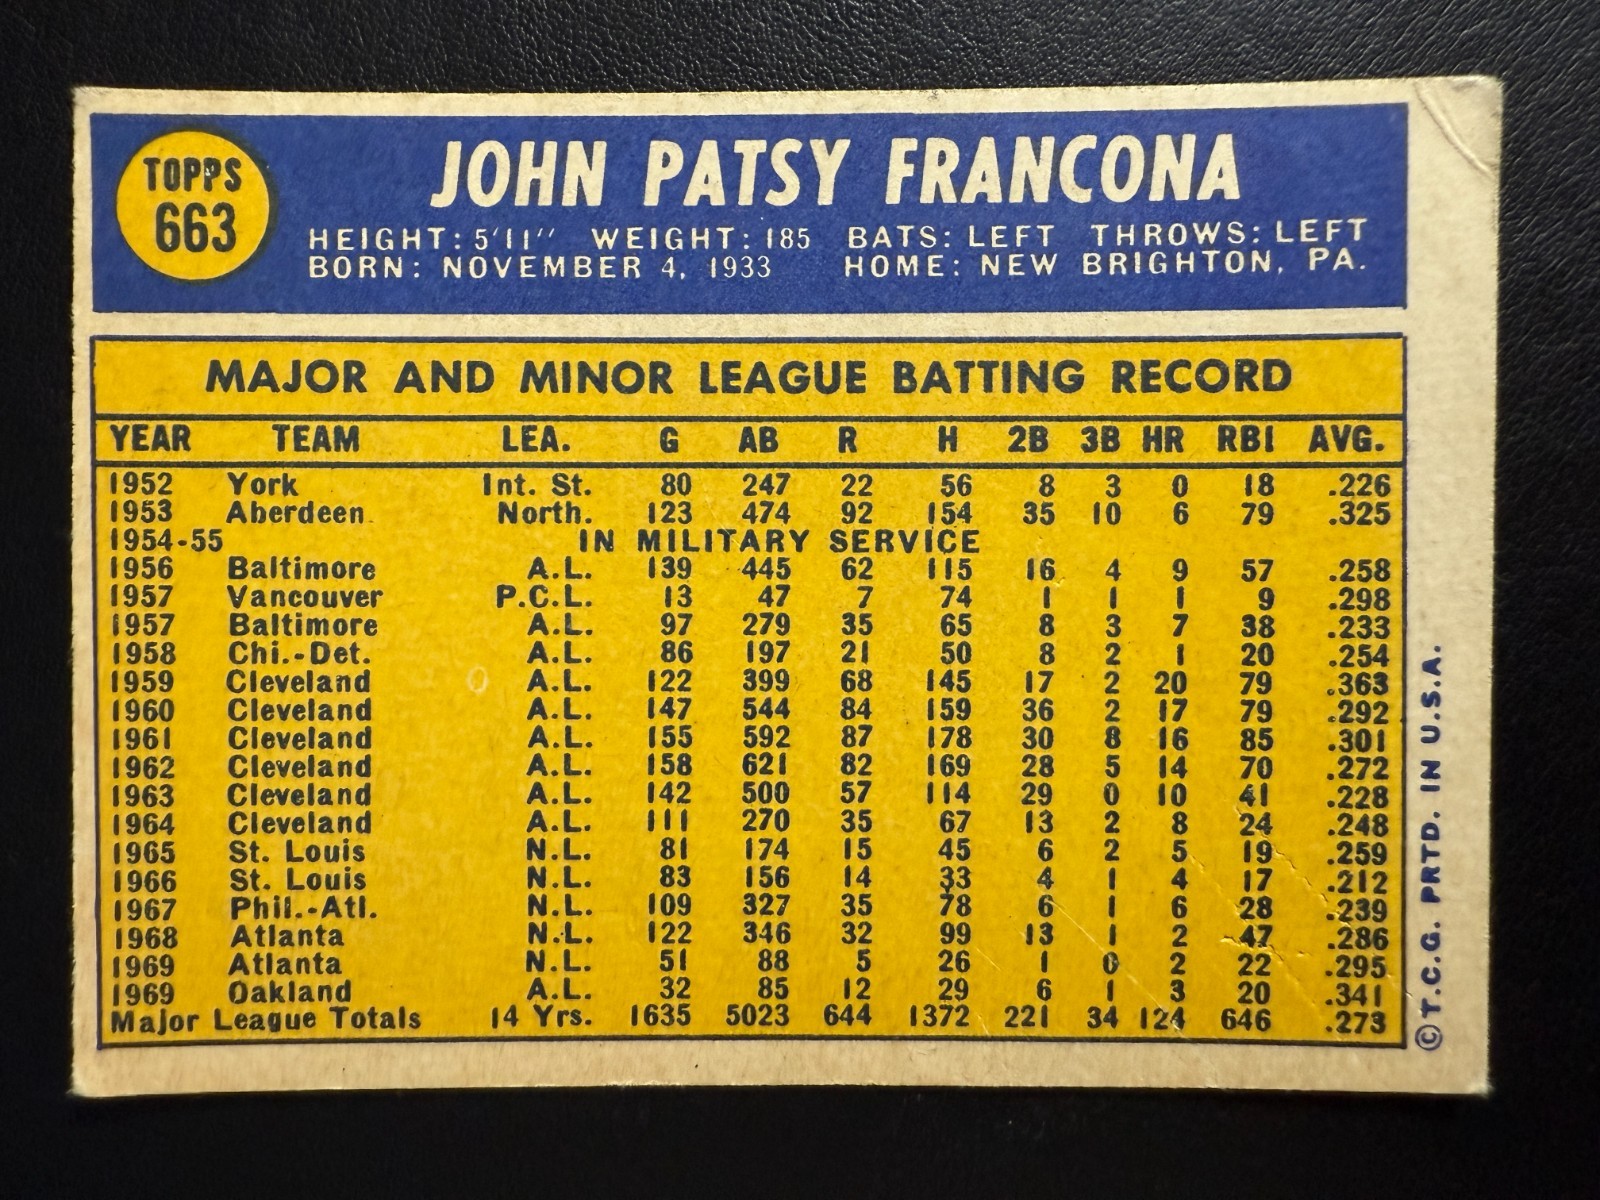 TOPPS
663
JOHN PATSY FRANCONA
HEIGHT: 5'11" WEIGHT: 185 BATS: LEFT THROWS: LEFT
BORN: NOVEMBER 4, 1933 HOME: NEW BRIGHTON, PA.
MAJOR AND MINOR LEAGUE BATTING RECORD
YEAR TEAM LEA. G AB R H 2B 3B HR RBI AVG.
1952 York Int. St. 80 247 22 56 8 3 0 18 .226
1953 Aberdeen North. 123 474 92 154 35 10 6 79 .325
1954-55 IN MILITARY SERVICE
1956 Baltimore A.L. 139 445 62 115 16 4 9 57 .258
1957 Vancouver P.C.L. 13 47 7 74 1 1 1 9 .298
1957 Baltimore A.L. 97 279 35 65 8 3 7 38 .233
1958 Chi.-Det. A.L. 86 197 21 50 8 2 1 20 .254
1959 Cleveland A.L. 122 399 68 145 17 2 20 79 .363
1960 Cleveland A.L. 147 544 84 159 36 2 17 79 .292
1961 Cleveland A.L. 155 592 87 178 30 8 16 85 .301
1962 Cleveland A.L. 158 621 82 169 28 5 14 70 .272
1963 Cleveland A.L. 142 500 57 114 29 0 10 41 .228
1964 Cleveland A.L. 111 270 35 67 13 2 8 24 .248
1965 St. Louis N.L. 81 174 15 45 6 2 5 19 .259
1966 St. Louis N.L. 83 156 14 33 4 1 4 17 .212
1967 Phil.-Atl. N.L. 109 327 35 78 6 1 6 28 .239
1968 Atlanta N.L. 122 346 32 99 13 1 2 47 .286
1969 Atlanta N.L. 51 88 5 26 1 0 2 22 .295
1969 Oakland A.L. 32 85 12 29 6 1 3 20 .341
Major League Totals 14 Yrs. 1635 5023 644 1372 221 34 124 646 .273
©T.C.G. PRTD. IN U.S.A.